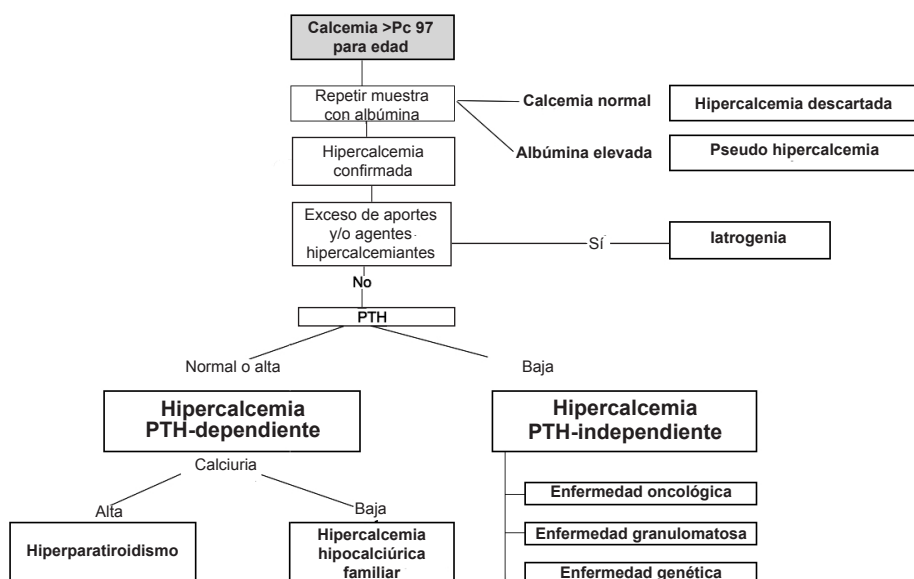 Calcemia >Pc 97
para edad
Repetir muestra
con albúmina
Calcemia normal
Hipercalcemia descartada
Albúmina elevada
Pseudo hipercalcemia
Hipercalcemia
confirmada
Exceso de aportes
y/o agentes
hipercalcemiantes
Sí
Iatrogenia
No
PTH
Normal o alta
Baja
Hipercalcemia
PTH-dependiente
Hipercalcemia
PTH-independiente
Calciuria
Alta
Baja
Hiperparatiroidismo
Hipercalcemia
hipocalciúrica
familiar
Enfermedad oncológica
Enfermedad granulomatosa
Enfermedad genética